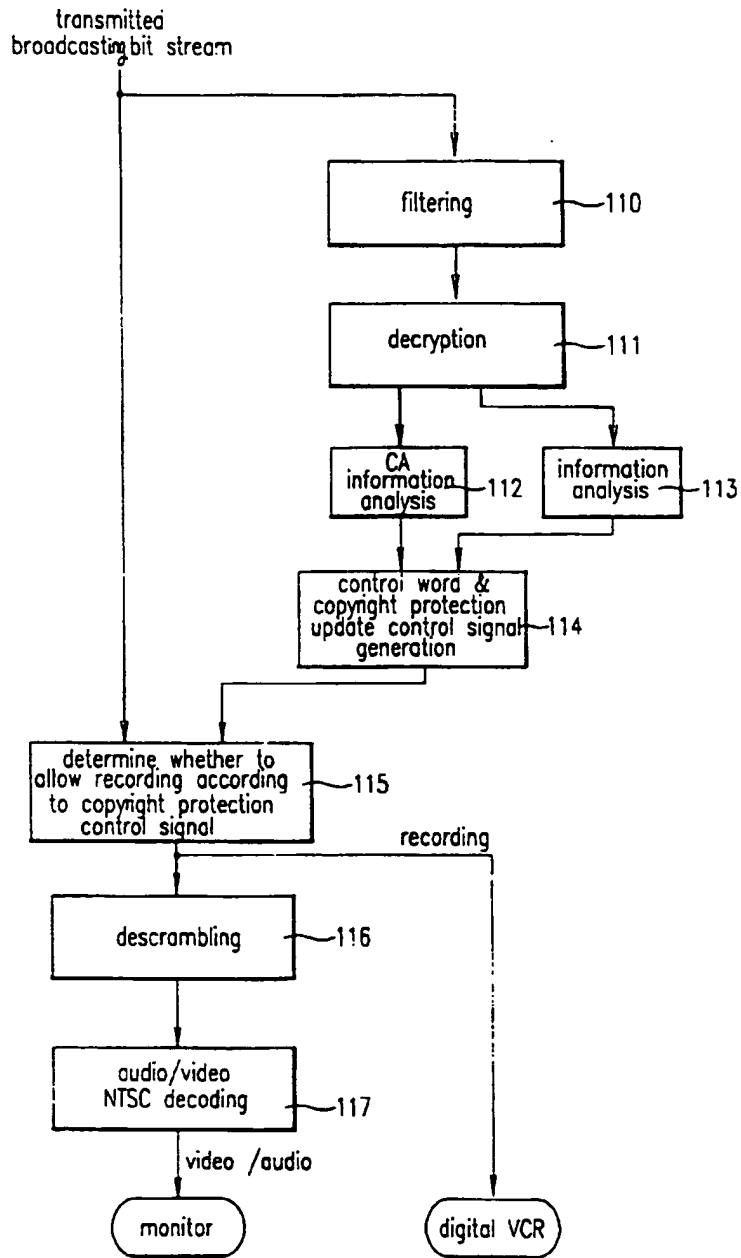 transmitted
broadcasting bit stream
filtering
110
decryption
111
CA
information
analysis
112
information
analysis
113
control word &
copyright protection
update control signal
generation
114
determine whether to
allow recording according
to copyright protection
control signal
115
recording
descrambling
116
audio/video
NTSC decoding
117
video /audio
monitor
digital VCR